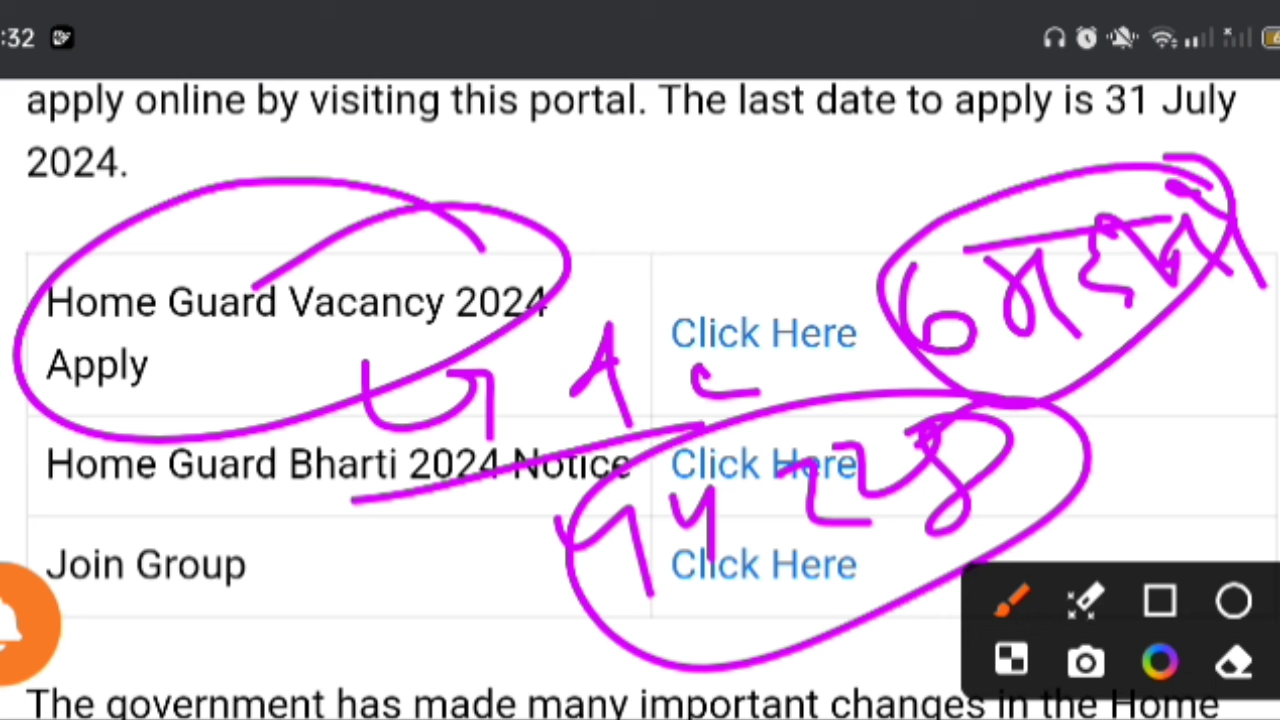 :32
apply online by visiting this portal. The last date to apply is 31 July
2024.
Home Guard Vacancy 2024
Apply
Click Here
Home Guard Bharti 2024 Notice
Click Here
Join Group
Click Here
The government has made many important changes in the Home